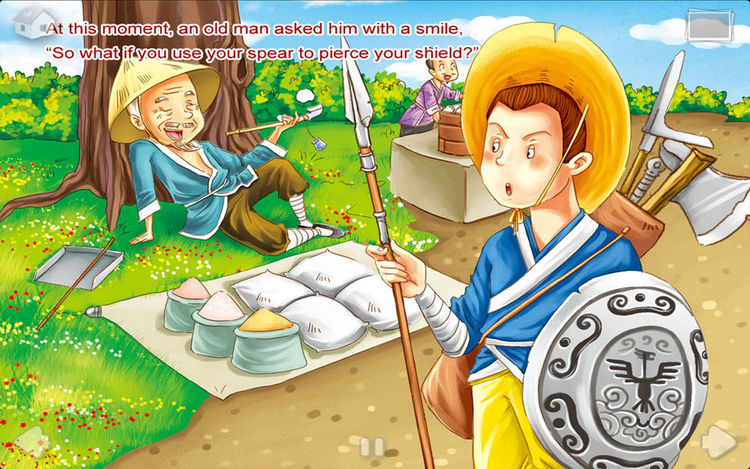 At this moment, an old man asked him with a smile,
“So what if you use your spear to pierce your shield?”